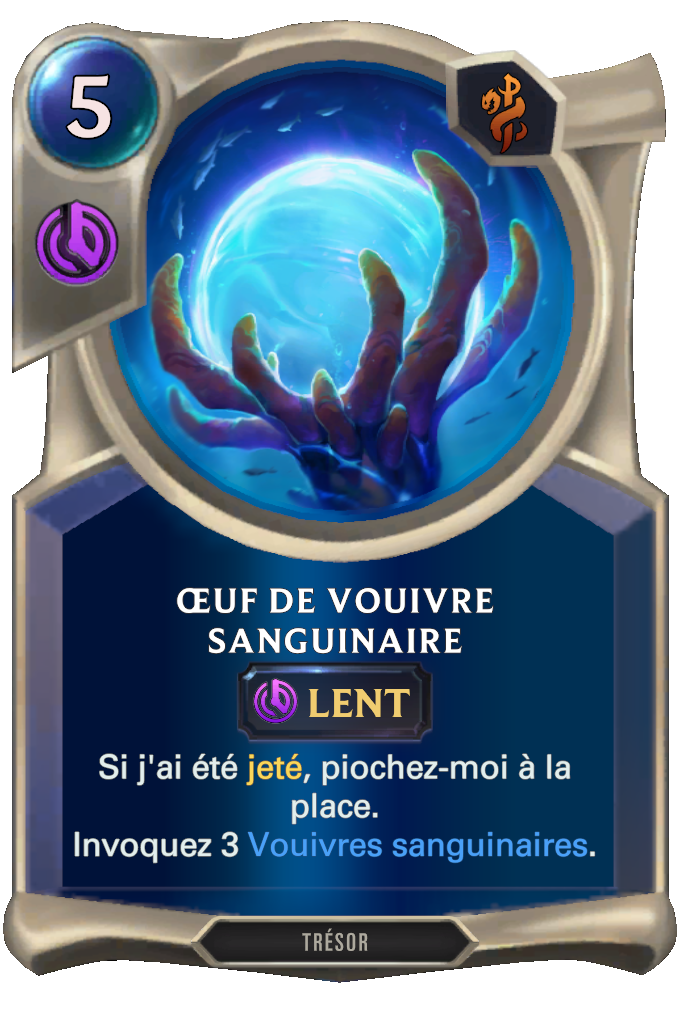 5
ŒUF DE VOUIVRE
SANGUINAIRE
LENT
Si j'ai été jeté, piochez-moi à la
place.
Invoquez 3 Vouivres sanguinaires.
TRÉSOR